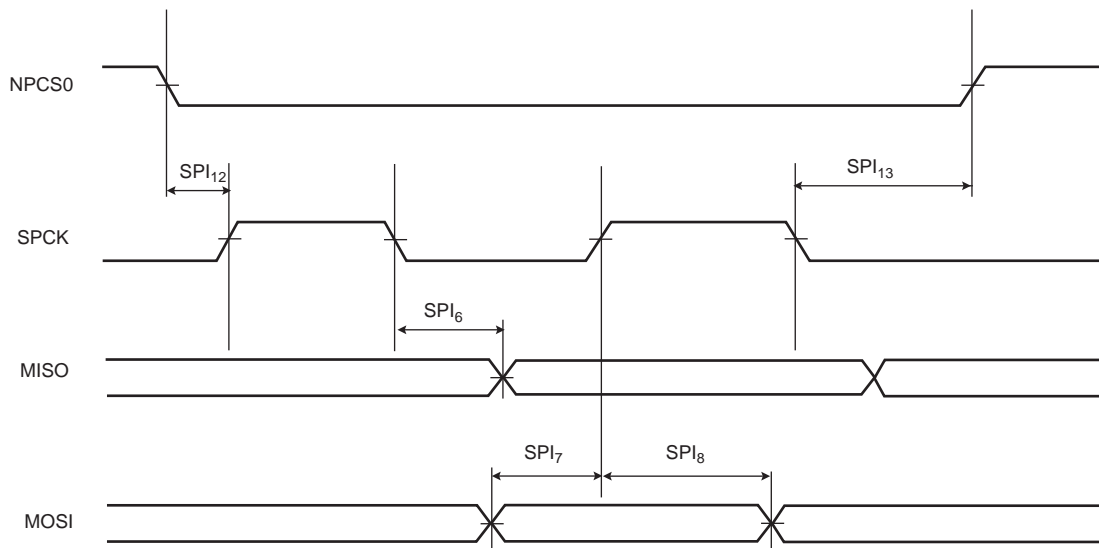 NPCS0
SPI₁₂
SPI₁₃
SPCK
SPI₆
MISO
SPI₇
SPI₈
MOSI